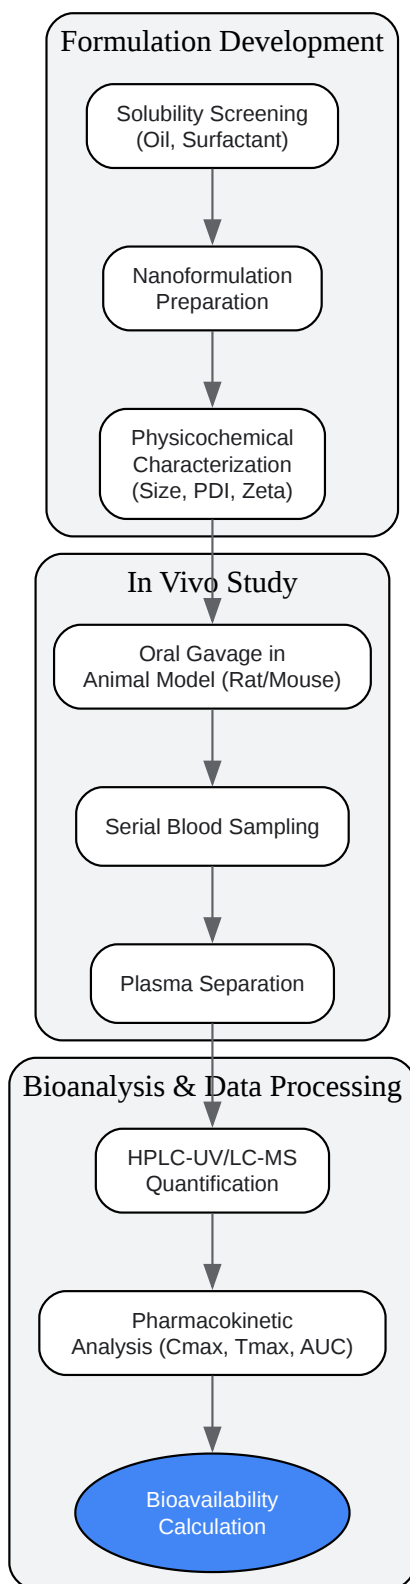 Formulation Development
Solubility Screening
(Oil, Surfactant)
Nanoformulation
Preparation
Physicochemical
Characterization
(Size, PDI, Zeta)
In Vivo Study
Oral Gavage in
Animal Model (Rat/Mouse)
Serial Blood Sampling
Plasma Separation
Bioanalysis & Data Processing
HPLC-UV/LC-MS
Quantification
Pharmacokinetic
Analysis (Cmax, Tmax, AUC)
Bioavailability
Calculation